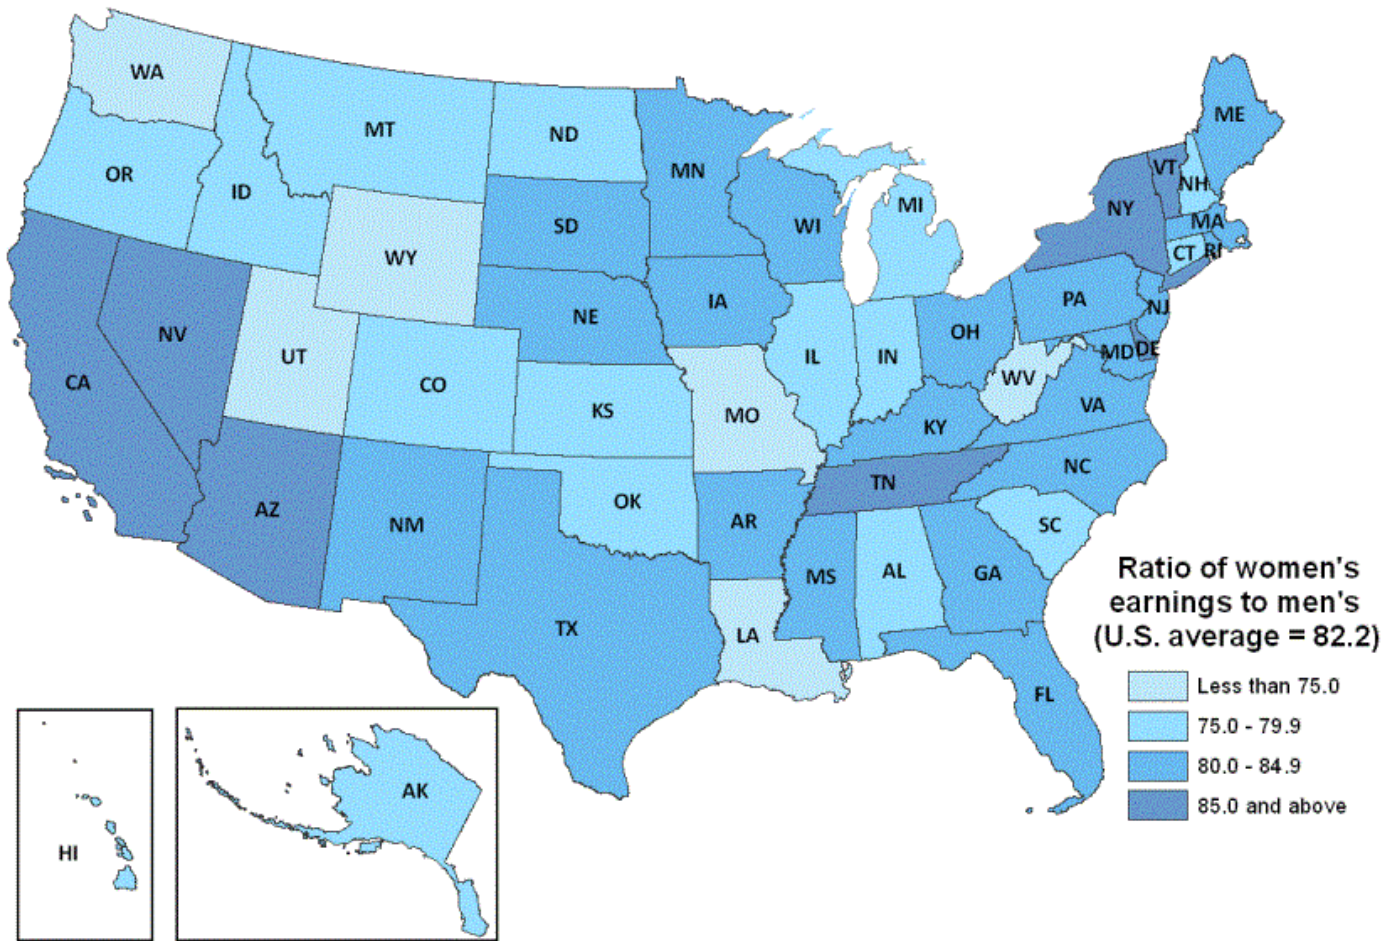 WA
MT
ND
MN
ME
OR
ID
SD
WI
MI
VT
NH
NY
MA
CT
RI
WY
IA
PA
NJ
NV
UT
NE
OH
MD
DE
CA
CO
KS
MO
IL
IN
WV
VA
KY
NC
AZ
NM
OK
AR
TN
SC
MS
AL
GA
TX
LA
FL
AK
HI
Ratio of women's
earnings to men's
(U.S. average = 82.2)
Less than 75.0
75.0 - 79.9
80.0 - 84.9
85.0 and above